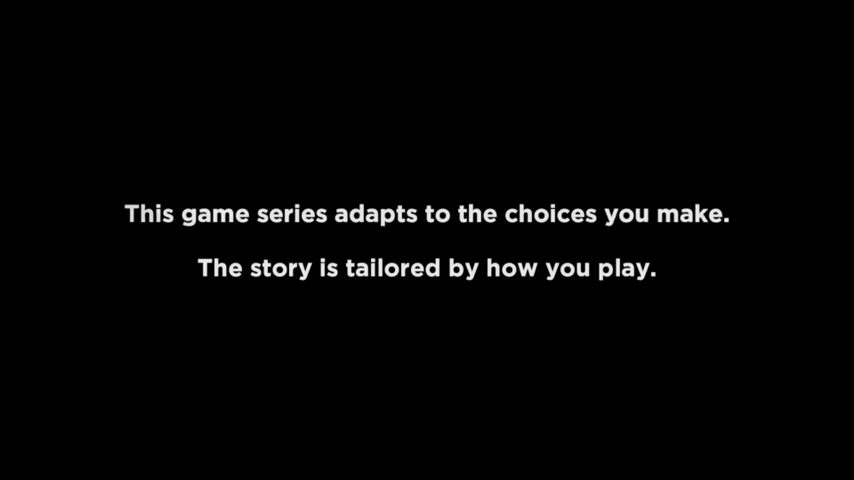 This game series adapts to the choices you make.
The story is tailored by how you play.